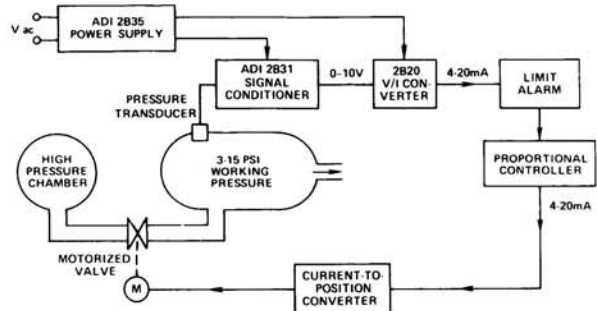 V ac
ADI 2B35
POWER SUPPLY
ADI 2B31
SIGNAL
CONDITIONER
0-10V
2B20
V/I CON-
VERTER
4-20mA
LIMIT
ALARM
PRESSURE
TRANSDUCER
HIGH
PRESSURE
CHAMBER
3-15 PSI
WORKING
PRESSURE
PROPORTIONAL
CONTROLLER
4-20mA
MOTORIZED
VALVE
M
CURRENT-TO-
POSITION
CONVERTER